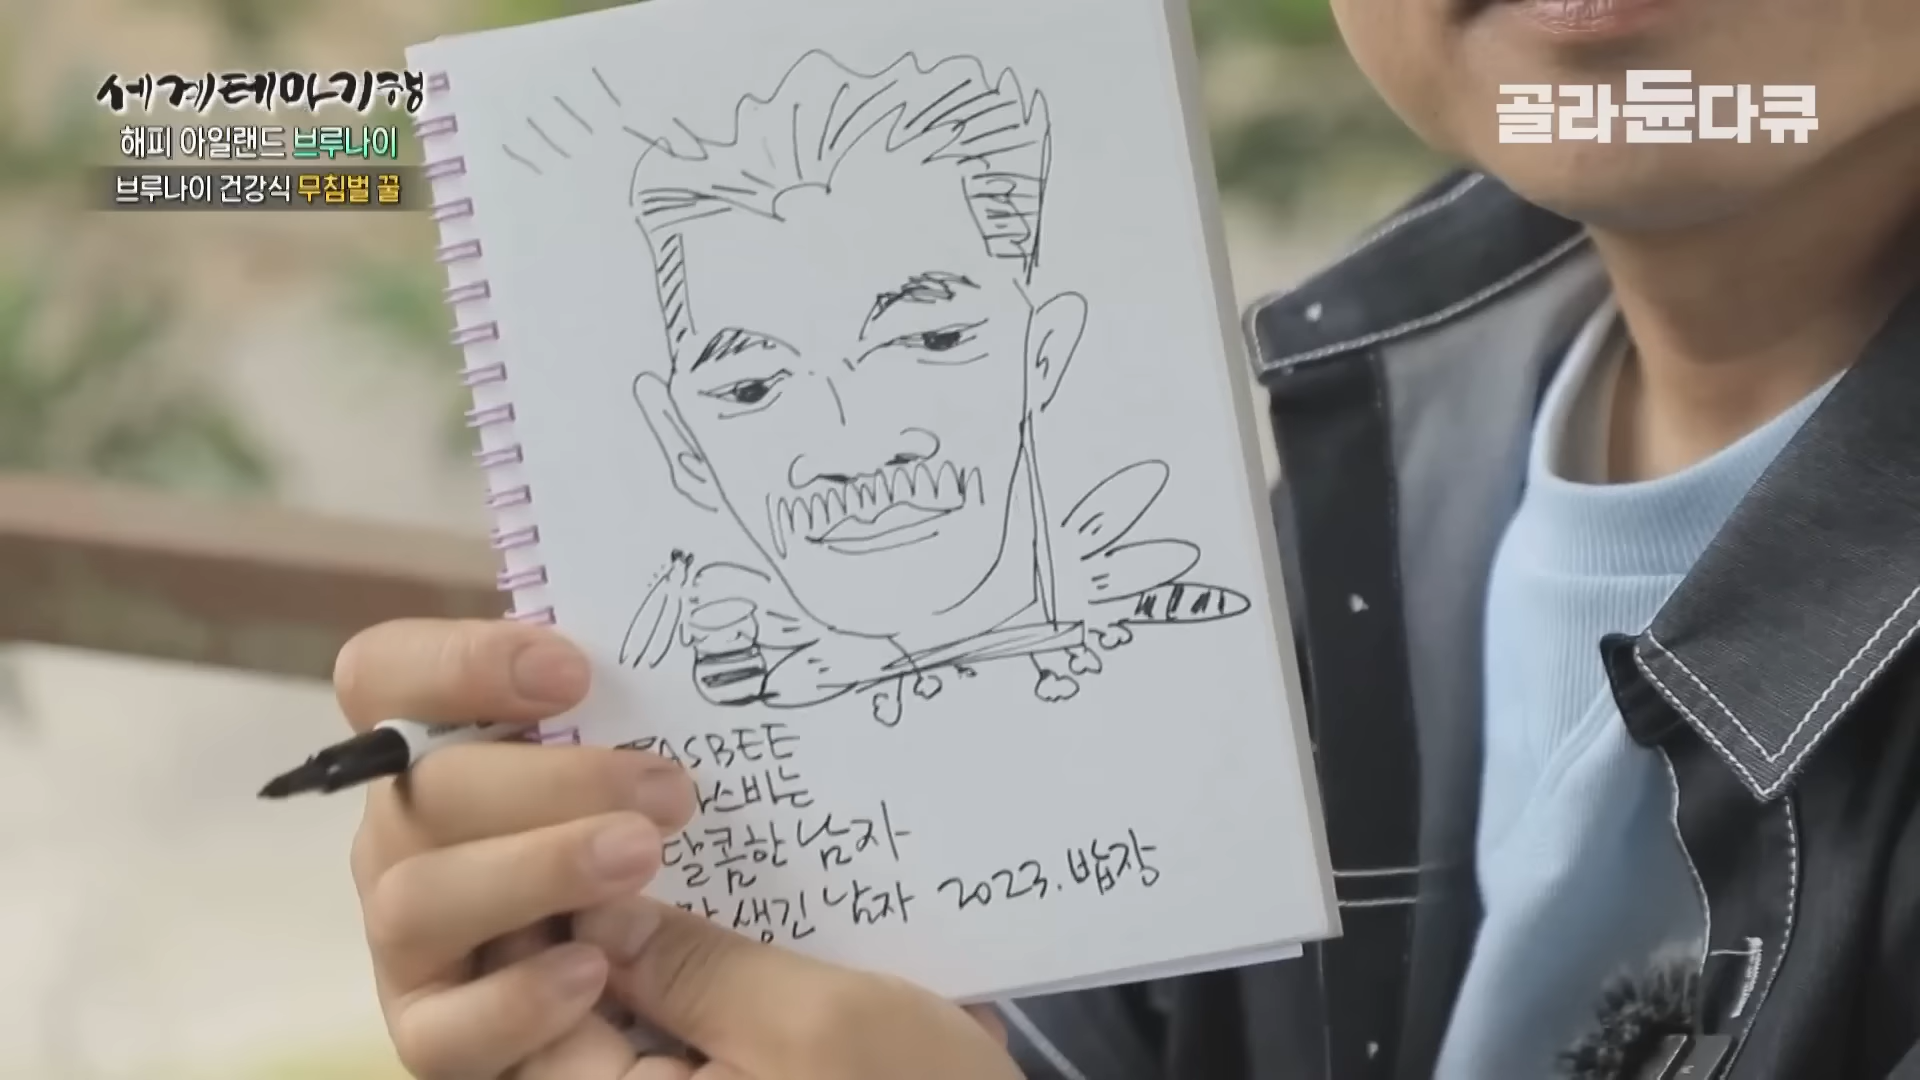 세계테마기행
해피 아일랜드 브루나이
브루나이 건강식 무침벌 꿀
골라듄다큐
ASBEE
스비는
달콤한 남자
생긴 남자 2023. 밥장